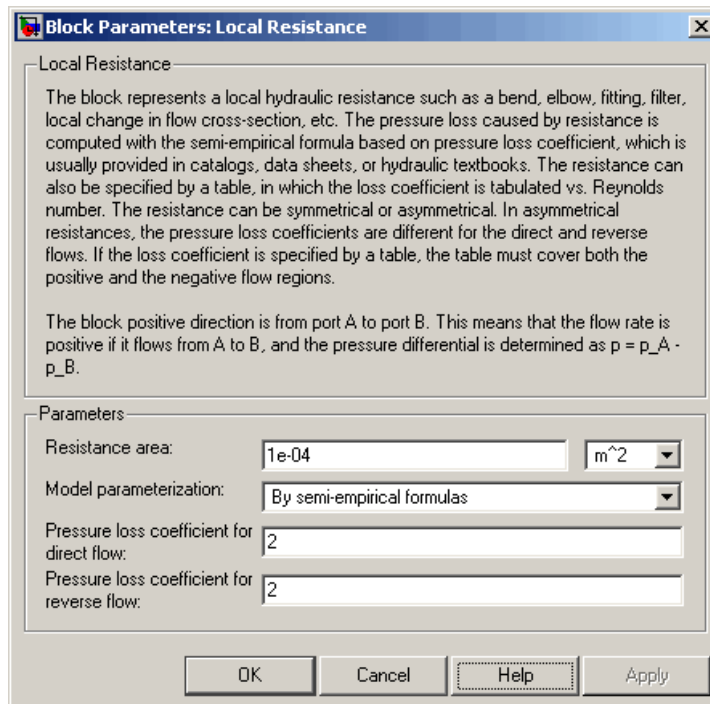 Block Parameters: Local Resistance
Local Resistance
The block represents a local hydraulic resistance such as a bend, elbow, fitting, filter,
local change in flow cross-section, etc. The pressure loss caused by resistance is
computed with the semi-empirical formula based on pressure loss coefficient, which is
usually provided in catalogs, data sheets, or hydraulic textbooks. The resistance can
also be specified by a table, in which the loss coefficient is tabulated vs. Reynolds
number. The resistance can be symmetrical or asymmetrical. In asymmetrical
resistances, the pressure loss coefficients are different for the direct and reverse
flows. If the loss coefficient is specified by a table, the table must cover both the
positive and the negative flow regions.
The block positive direction is from port A to port B. This means that the flow rate is
positive if it flows from A to B, and the pressure differential is determined as p = p_A -
p_B.
Parameters
Resistance area: 1e-04 m^2
Model parameterization: By semi-empirical formulas
Pressure loss coefficient for
direct flow: 2
Pressure loss coefficient for
reverse flow: 2
OK Cancel Help Apply